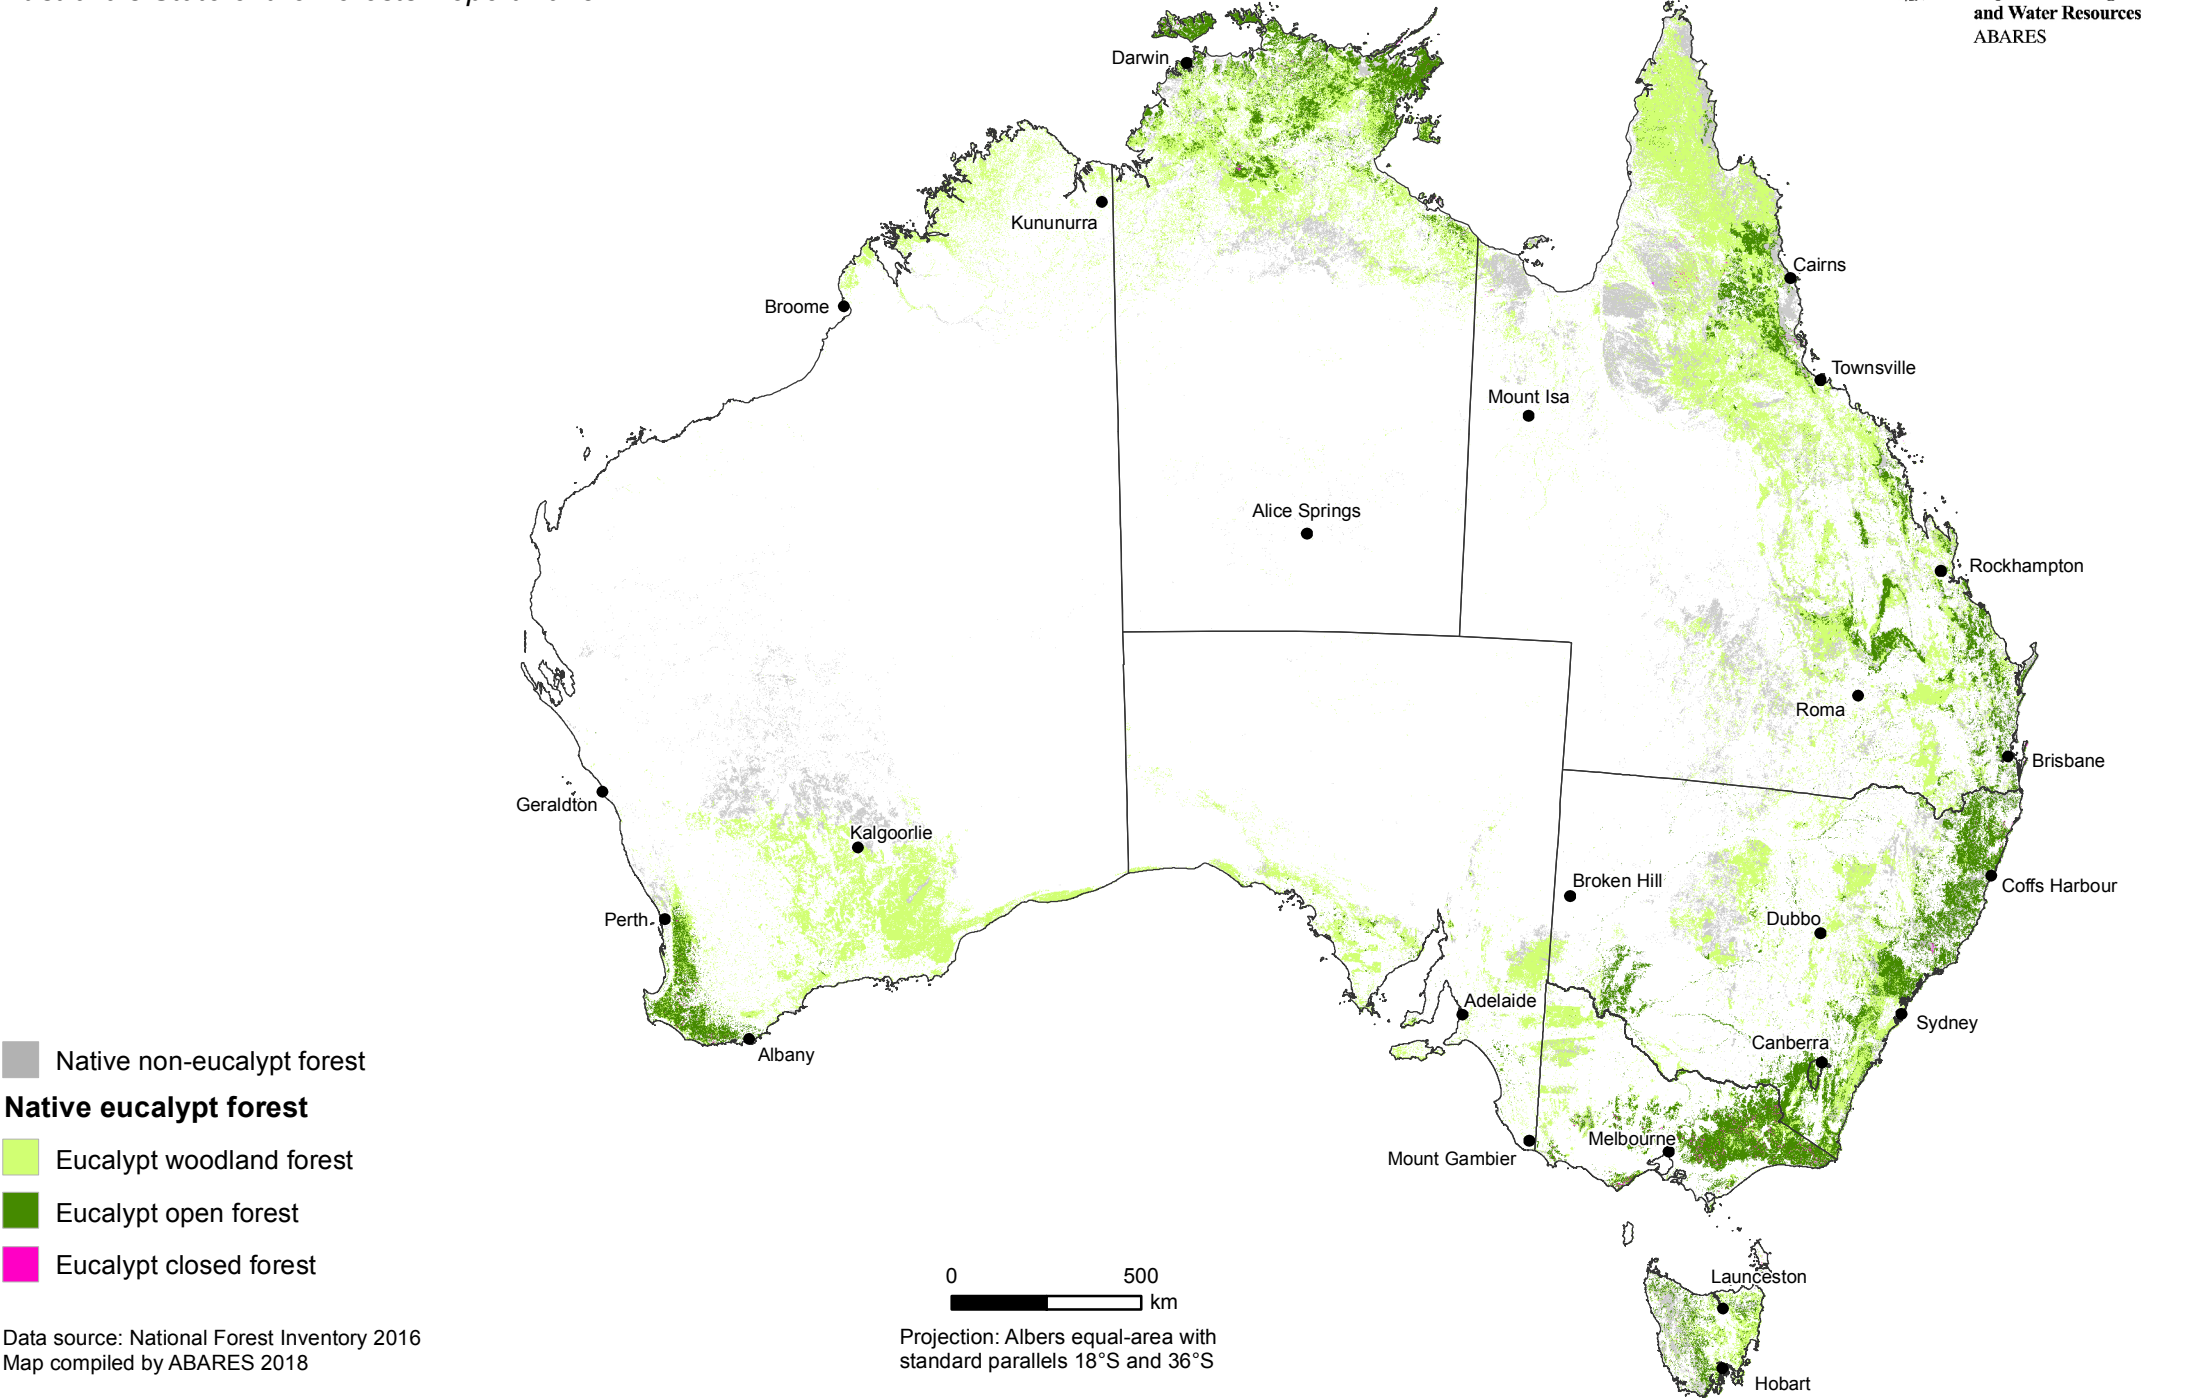 and Water Resources
ABARES
Darwin
Kununurra
Broome
Cairns
Townsville
Mount Isa
Alice Springs
Rockhampton
Roma
Brisbane
Geraldton
Kalgoorlie
Broken Hill
Coffs Harbour
Perth
Dubbo
Adelaide
Sydney
Canberra
Albany
Melbourne
Mount Gambier
Launceston
Hobart
Native non-eucalypt forest
Native eucalypt forest
Eucalypt woodland forest
Eucalypt open forest
Eucalypt closed forest
0 500
km
Projection: Albers equal-area with
standard parallels 18°S and 36°S
Data source: National Forest Inventory 2016
Map compiled by ABARES 2018